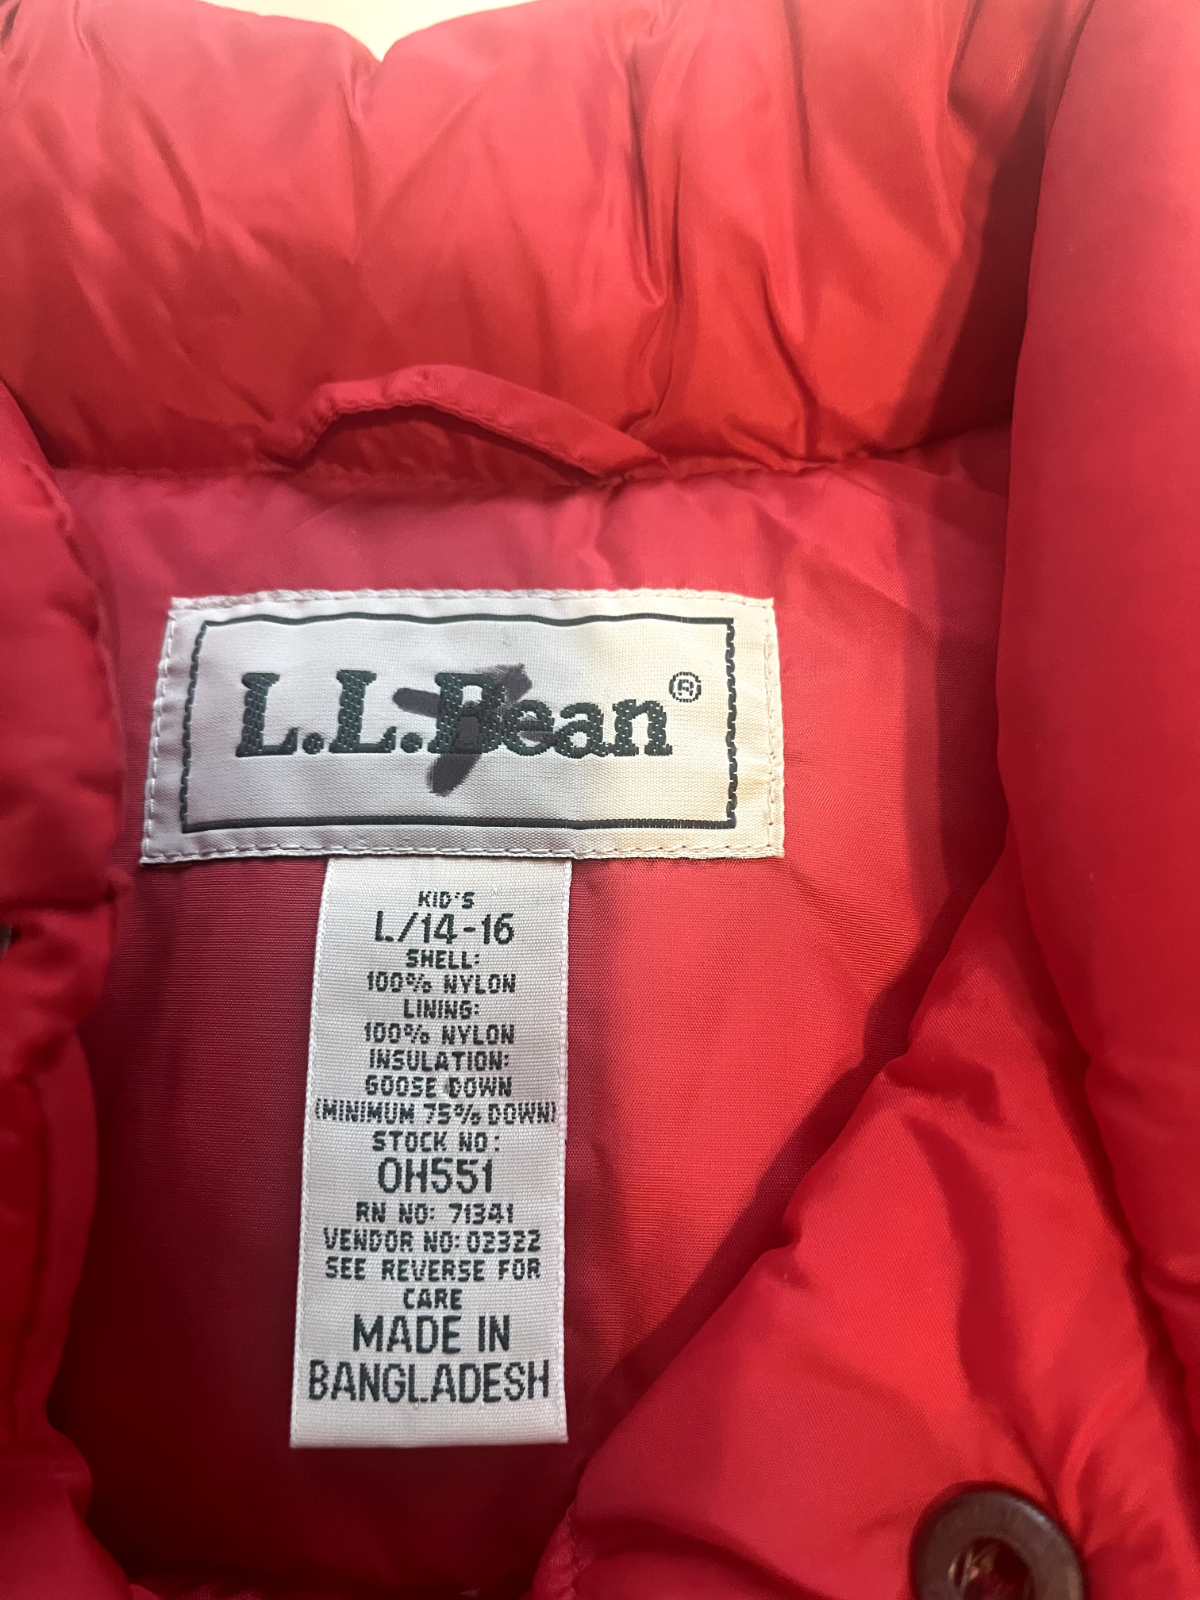 L.L.Bean®
KID'S
L/14-16
SHELL:
100% NYLON
LINING:
100% NYLON
INSULATION:
GOOSE DOWN
(MINIMUM 75% DOWN)
STOCK NO:
OH551
RN NO: 71341
VENDOR NO: 02322
SEE REVERSE FOR
CARE
MADE IN
BANGLADESH